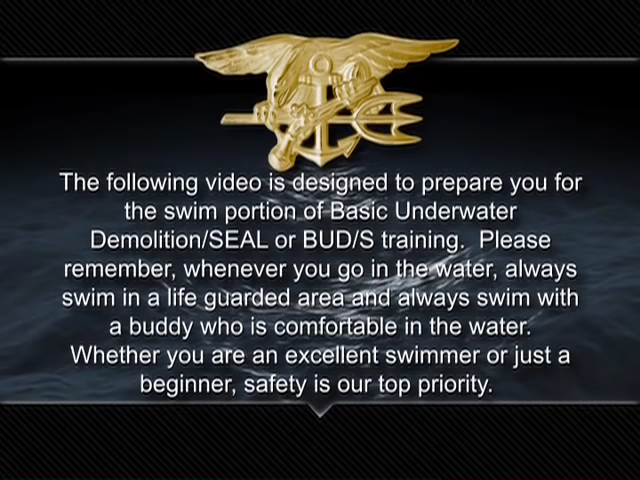 The following video is designed to prepare you for
the swim portion of Basic Underwater
Demolition/SEAL or BUD/S training.  Please
remember, whenever you go in the water, always
swim in a life guarded area and always swim with
a buddy who is comfortable in the water.
Whether you are an excellent swimmer or just a
beginner, safety is our top priority.